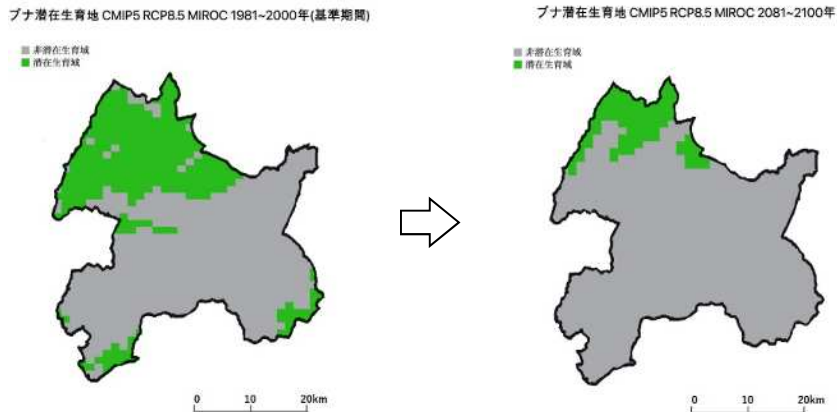 ブナ潜在生育地 CMIP5 RCP8.5 MIROC 1981~2000年(基準期間)
非潜在生育域
潜在生育域
0 10 20km
ブナ潜在生育地 CMIP5 RCP8.5 MIROC 2081~2100年
非潜在生育域
潜在生育域
0 10 20km